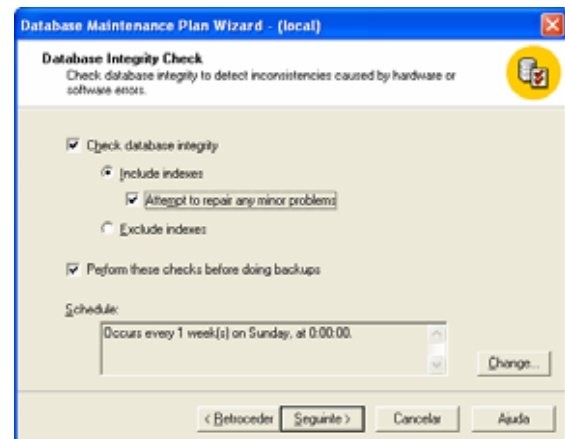 Database Maintenance Plan Wizard - (local)
Database Integrity Check
Check database integrity to detect inconsistencies caused by hardware or
software errors.
Check database integrity
Include indexes
Attempt to repair any minor problems
Exclude indexes
Perform these checks before doing backups
Schedule:
Occurs every 1 week(s) on Sunday, at 0:00:00.
Change...
< Retroceder
Seguinte >
Cancelar
Ajuda